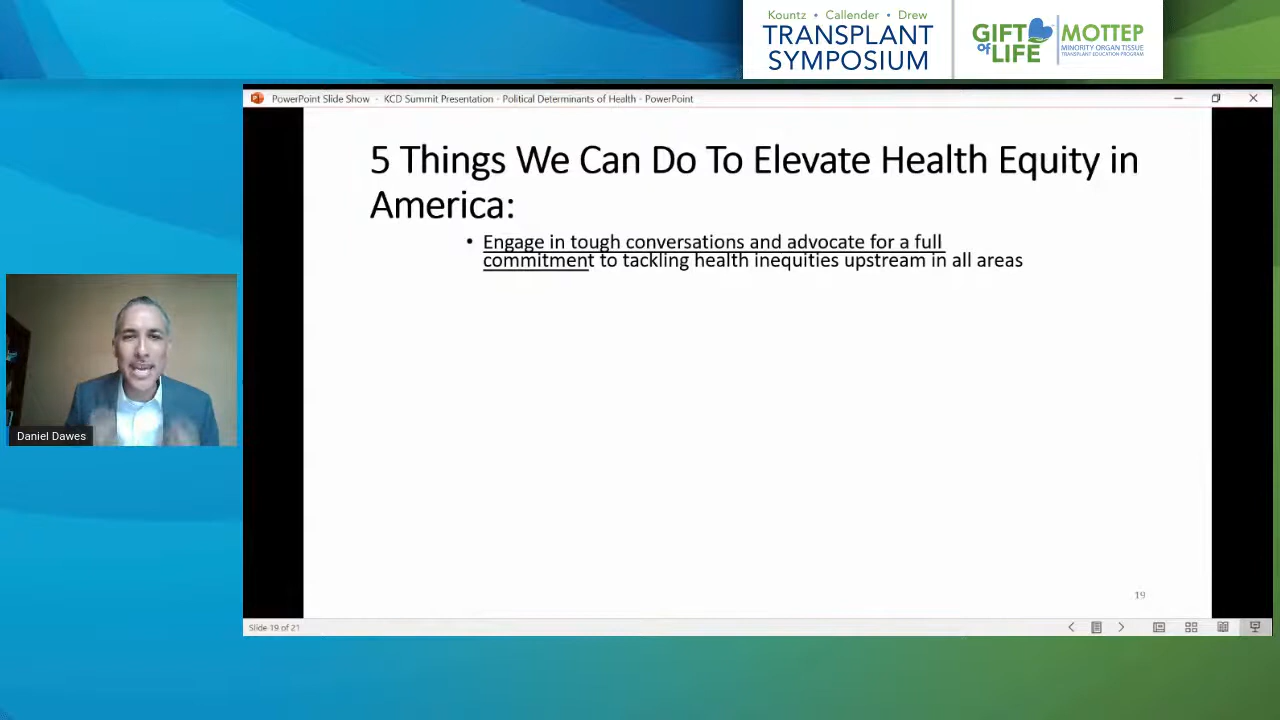 Kountz • Callender • Drew
TRANSPLANT
SYMPOSIUM
GIFT
of LIFE
MOTTEP
MINORITY ORGAN TISSUE
TRANSPLANT EDUCATION PROGRAM
PowerPoint Slide Show - KCD Summit Presentation - Political Determinants of Health - PowerPoint
5 Things We Can Do To Elevate Health Equity in
America:
• Engage in tough conversations and advocate for a full
commitment to tackling health inequities upstream in all areas
Daniel Dawes
19
Slide 19 of 21